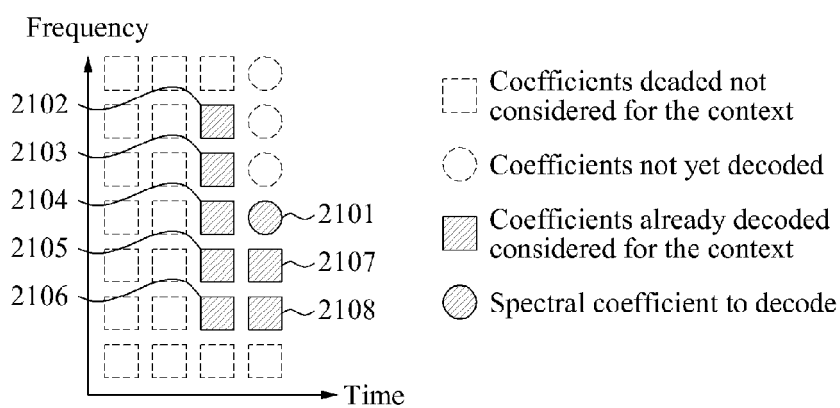 Frequency
2102
2103
2104
2105
2106
2101
2107
2108
Time
Coefficients deaded not
considered for the context
Coefficients not yet decoded
Coefficients already decoded
considered for the context
Spectral coefficient to decode